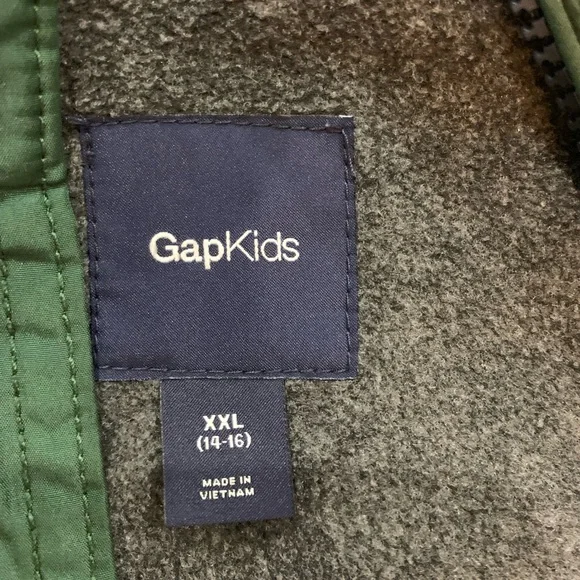 GapKids
XXL
(14-16)
MADE IN
VIETNAM